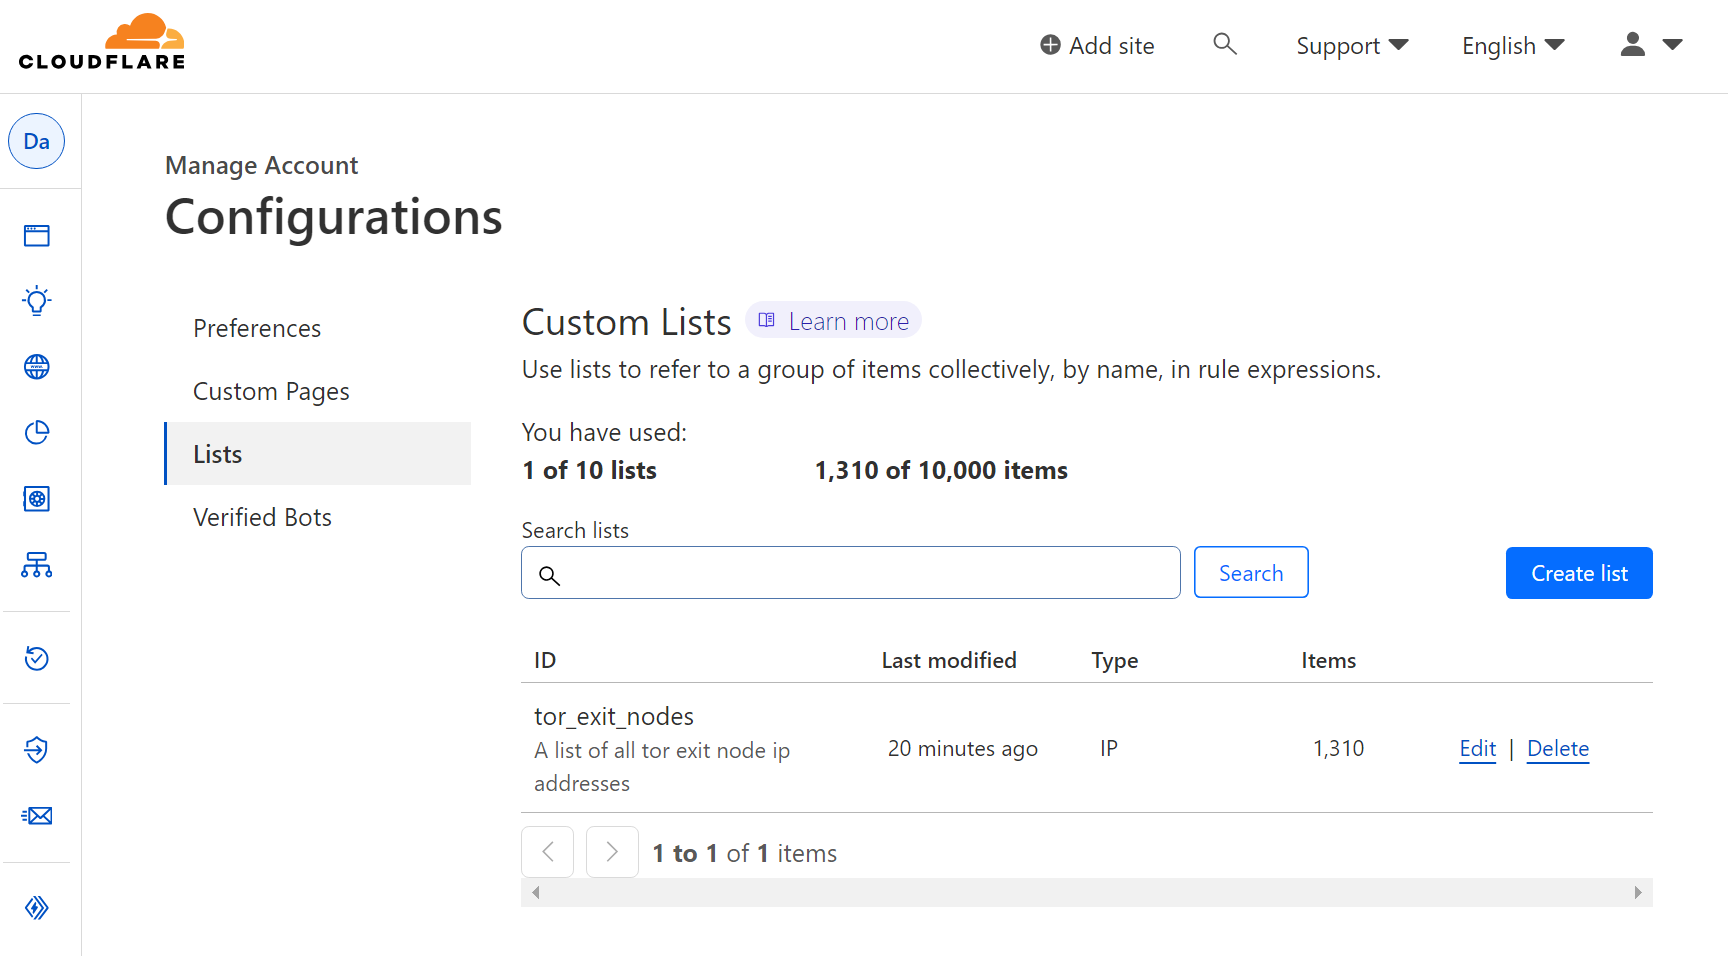 CLOUDFLARE
Add site
Support
English
Da
Manage Account
Configurations
Preferences
Custom Pages
Lists
Verified Bots
Custom Lists
Learn more
Use lists to refer to a group of items collectively, by name, in rule expressions.
You have used:
1 of 10 lists 1,310 of 10,000 items
Search lists
Search
Create list
ID Last modified Type Items
tor_exit_nodes
A list of all tor exit node ip
addresses
20 minutes ago IP 1,310 Edit | Delete
1 to 1 of 1 items